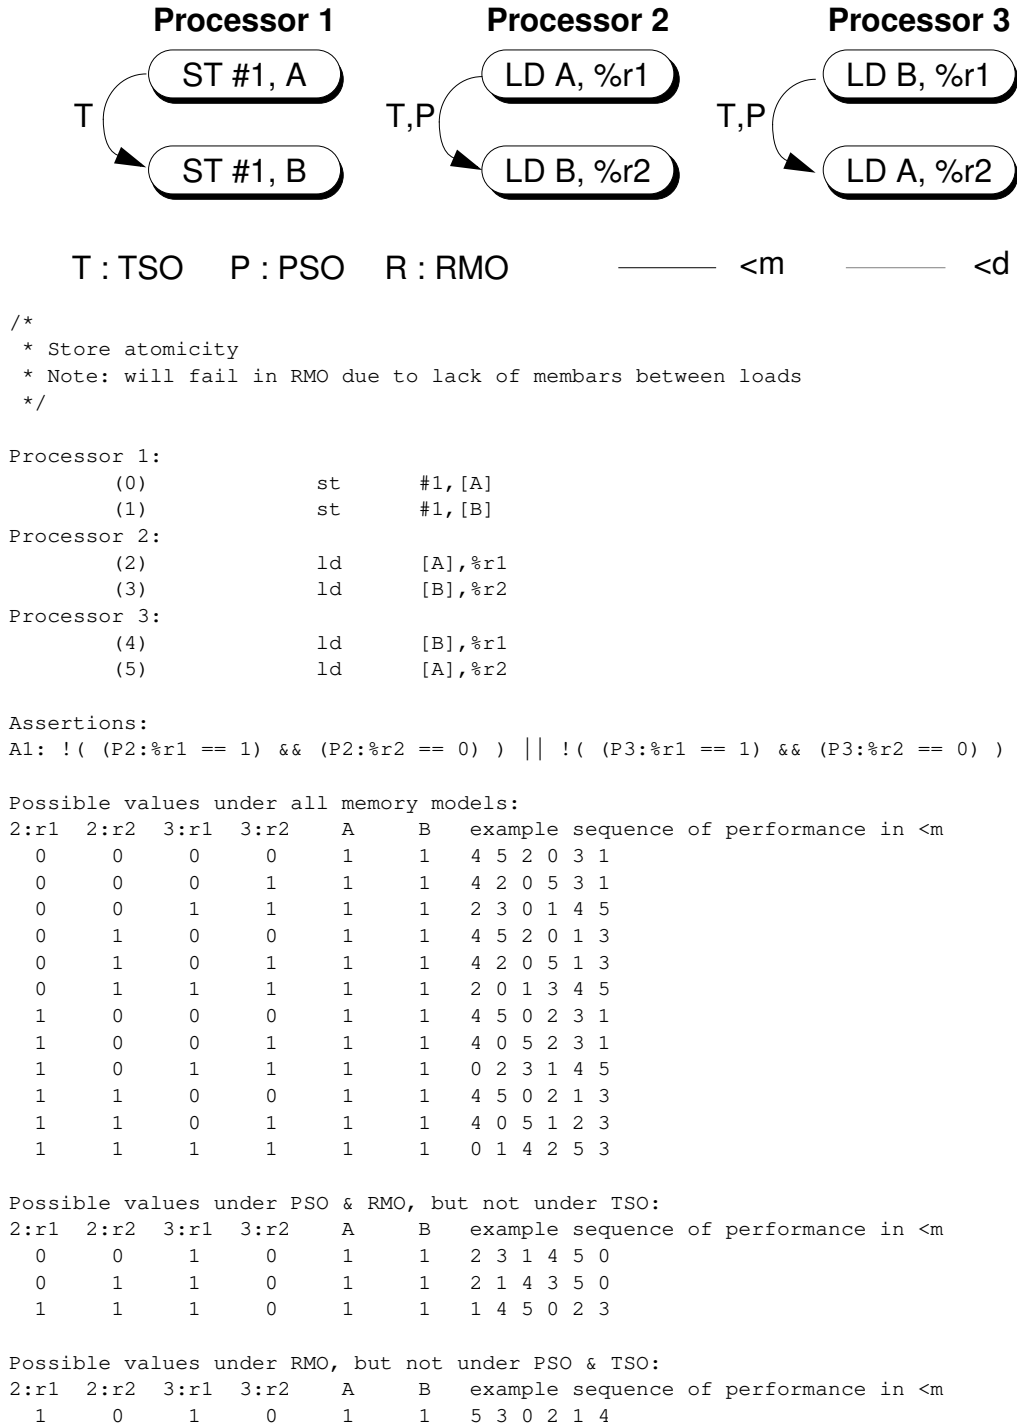 Processor 1 Processor 2 Processor 3
ST #1, A LD A, %r1 LD B, %r1
T T,P T,P
ST #1, B LD B, %r2 LD A, %r2
T : TSO P : PSO R : RMO <m <d
/*
* Store atomicity
* Note: will fail in RMO due to lack of membars between loads
*/
Processor 1:
(0) st #1,[A]
(1) st #1,[B]
Processor 2:
(2) ld [A],%r1
(3) ld [B],%r2
Processor 3:
(4) ld [B],%r1
(5) ld [A],%r2
Assertions:
A1: !( (P2:%r1 == 1) && (P2:%r2 == 0) ) || !( (P3:%r1 == 1) && (P3:%r2 == 0) )
Possible values under all memory models:
2:r1 2:r2 3:r1 3:r2 A B example sequence of performance in <m
0 0 0 0 1 1 4 5 2 0 3 1
0 0 0 1 1 1 4 2 0 5 3 1
0 0 1 1 1 1 2 3 0 1 4 5
0 1 0 0 1 1 4 5 2 0 1 3
0 1 0 1 1 1 4 2 0 5 1 3
0 1 1 1 1 1 2 0 1 3 4 5
1 0 0 0 1 1 4 5 0 2 3 1
1 0 0 1 1 1 4 0 5 2 3 1
1 0 1 1 1 1 0 2 3 1 4 5
1 1 0 0 1 1 4 5 0 2 1 3
1 1 0 1 1 1 4 0 5 1 2 3
1 1 1 1 1 1 0 1 4 2 5 3
Possible values under PSO & RMO, but not under TSO:
2:r1 2:r2 3:r1 3:r2 A B example sequence of performance in <m
0 0 1 0 1 1 2 3 1 4 5 0
0 1 1 0 1 1 2 1 4 3 5 0
1 1 1 0 1 1 1 4 5 0 2 3
Possible values under RMO, but not under PSO & TSO:
2:r1 2:r2 3:r1 3:r2 A B example sequence of performance in <m
1 0 1 0 1 1 5 3 0 2 1 4